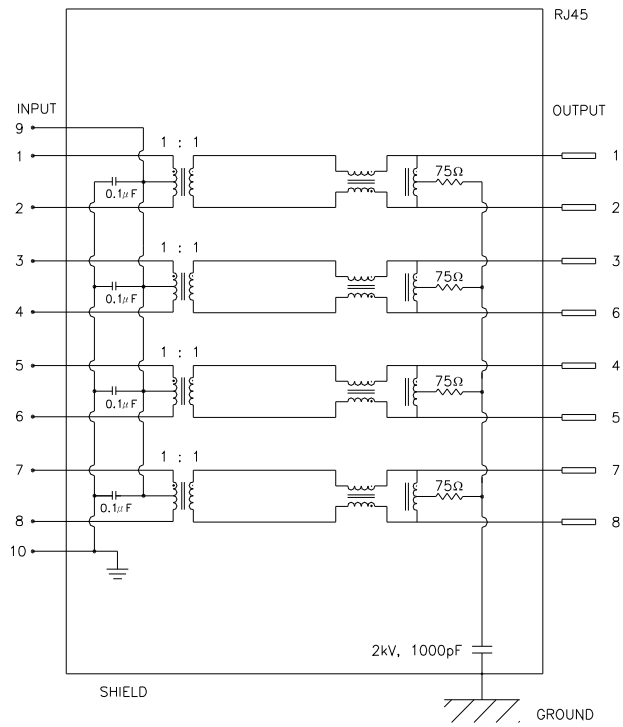 RJ45
INPUT
OUTPUT
9
1 : 1
1
1
75Ω
0.1μF
2
2
1 : 1
3
3
75Ω
0.1μF
4
6
1 : 1
5
4
75Ω
0.1μF
6
5
1 : 1
7
7
75Ω
0.1μF
8
8
10
2kV, 1000pF
SHIELD
GROUND